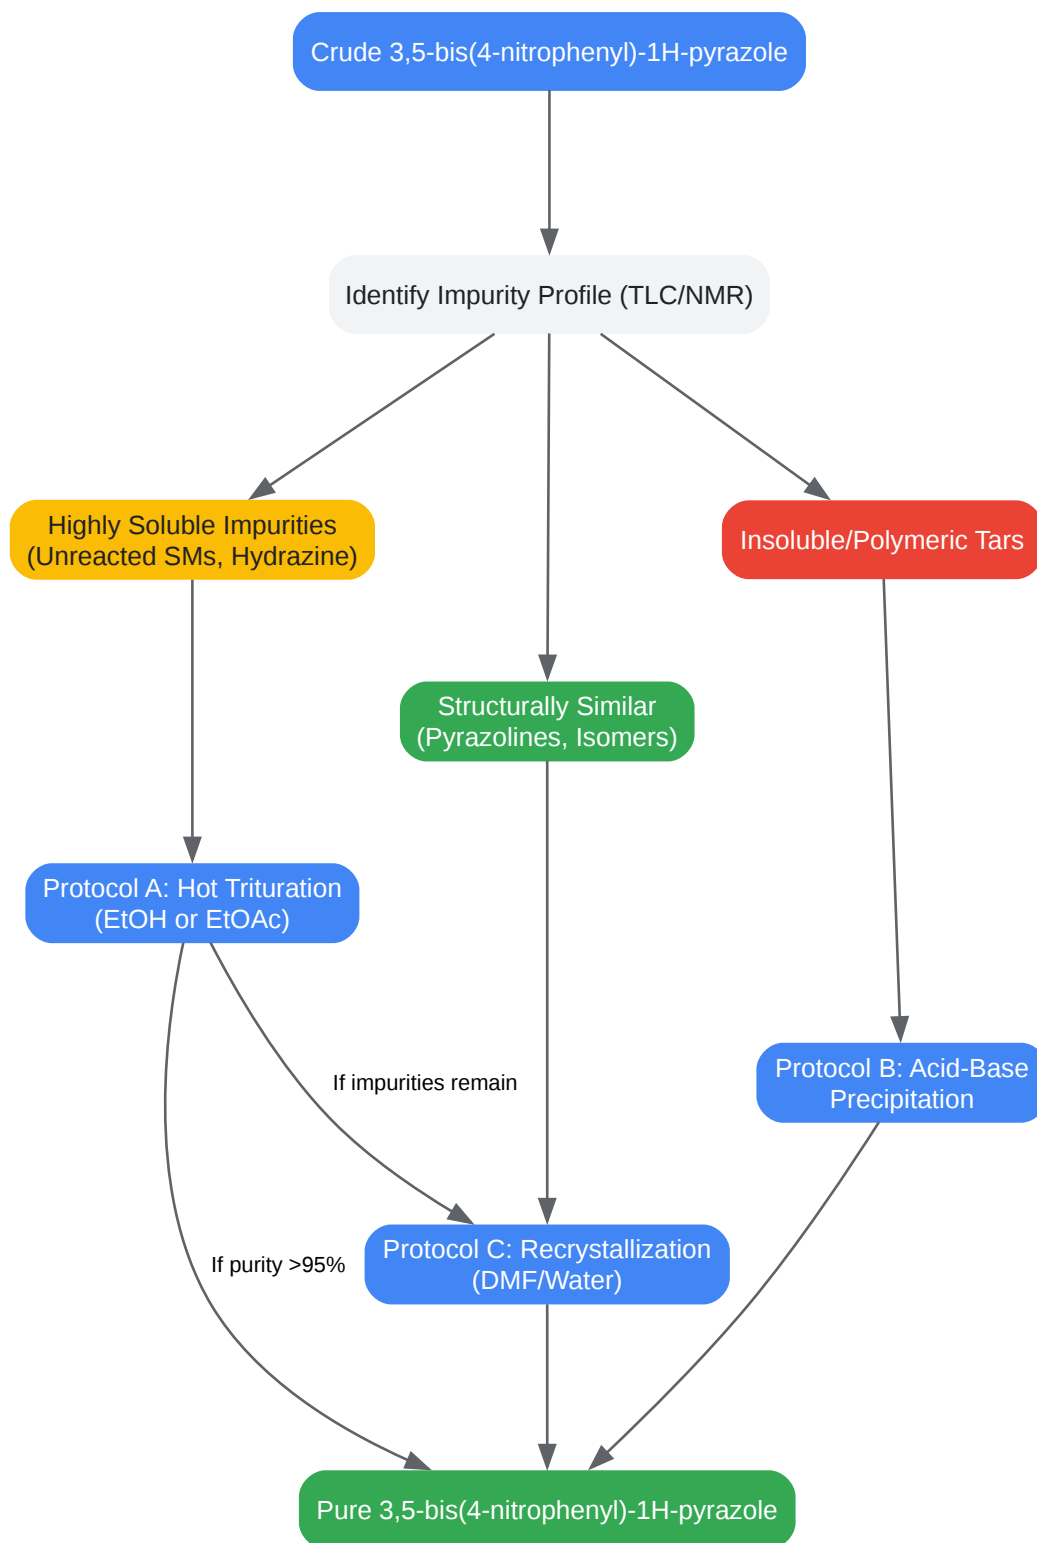 Crude 3,5-bis(4-nitrophenyl)-1H-pyrazole
Identify Impurity Profile (TLC/NMR)
Highly Soluble Impurities
(Unreacted SMs, Hydrazine)
Insoluble/Polymeric Tars
Structurally Similar
(Pyrazolines, Isomers)
Protocol A: Hot Trituration
(EtOH or EtOAc)
If impurities remain
Protocol B: Acid-Base
Precipitation
If purity >95%
Protocol C: Recrystallization
(DMF/Water)
Pure 3,5-bis(4-nitrophenyl)-1H-pyrazole